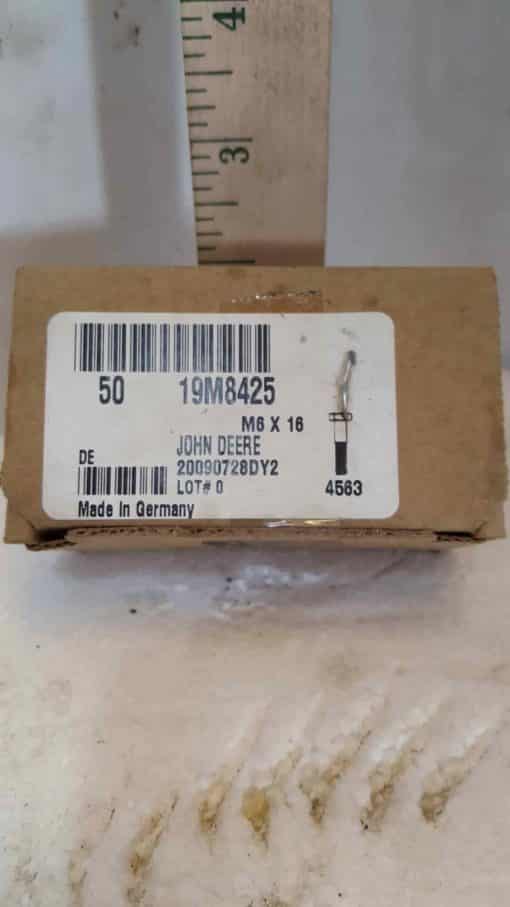 4
3
50 19M8425
M6 X 16
JOHN DEERE
DE
20090728DY2
LOT# 0
4563
Made In Germany